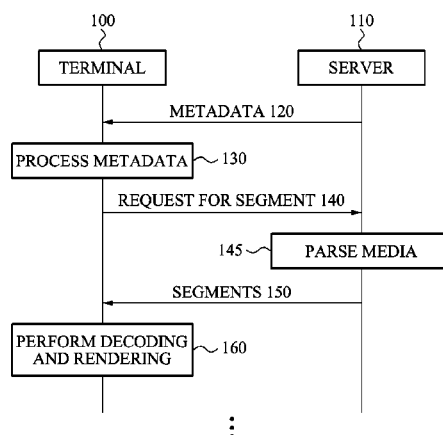 100
110
TERMINAL
SERVER
METADATA 120
PROCESS METADATA
130
REQUEST FOR SEGMENT 140
145
PARSE MEDIA
SEGMENTS 150
PERFORM DECODING
AND RENDERING
160